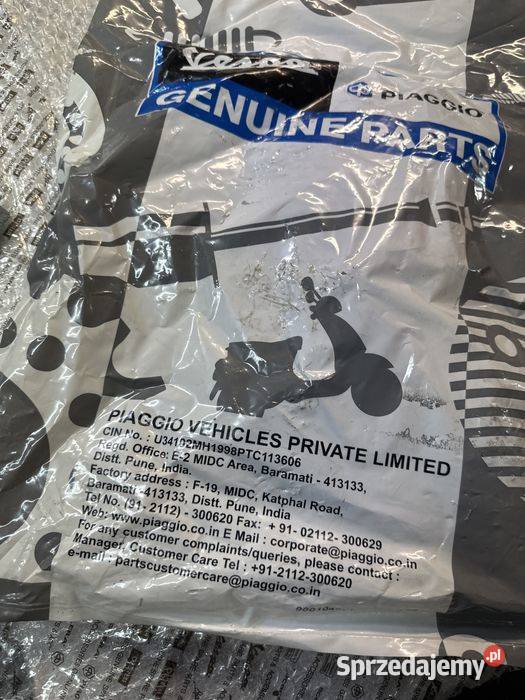 Vespa
PIAGGIO
GENUINE PARTS
PIAGGIO VEHICLES PRIVATE LIMITED
CIN No. : U34102MH1998PTC113606
Regd. Office: E-2 MIDC Area, Baramati - 413133,
Distt. Pune, India.
Factory address : F-19, MIDC, Katphal Road,
Baramati -413133, Distt. Pune, India
Tel No. (91- 2112) - 300620 Fax: + 91- 02112- 300629
Web: www.piaggio.co.in E Mail : corporate@piaggio.co.in
For any customer complaints/queries, please contact :
Manager, Customer Care Tel : +91-2112-300620
e-mail : partscustomercare@piaggio.co.in
Sprzedajemy.pl